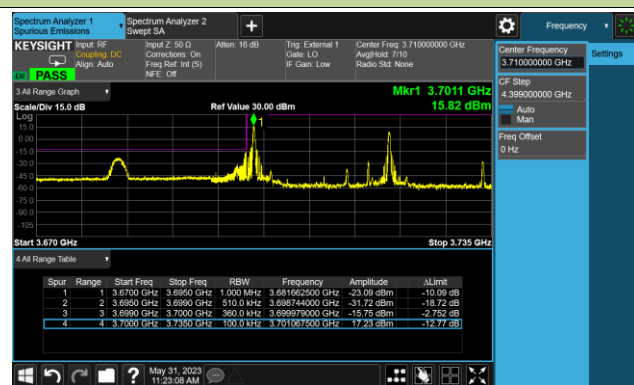 Spectrum Analyzer 1
Spurious Emissions
Spectrum Analyzer 2
Swept SA
Frequency
KEYSIGHT
Input: RF
Coupling: DC
Align: Auto
Input Z: 50 Ω
Corrections: On
Freq Ref: Int (S)
NFE: Off
Atten: 16 dB
Trig: External 1
Gate: LO
IF Gain: Low
Center Freq: 3.710000000 GHz
Avg|Hold: 7/10
Radio Std: None
LV PASS
Center Frequency
3.710000000 GHz
Settings
CF Step
4.399000000 GHz
Auto
Man
Freq Offset
0 Hz
3 All Range Graph
Mkr1 3.7011 GHz
Scale/Div 15.0 dB
Ref Value 30.00 dBm
15.82 dBm
Log
1
15.0
0.00
-15.0
-30.0
-45.0
-60.0
-75.0
-90.0
-105
Start 3.670 GHz
Stop 3.735 GHz
4 All Range Table
Spur Range Start Freq Stop Freq RBW Frequency Amplitude ΔLimit
1 1 3.6700 GHz 3.6950 GHz 1.000 MHz 3.681662500 GHz -23.09 dBm -10.09 dB
2 2 3.6950 GHz 3.6990 GHz 510.0 kHz 3.698744000 GHz -31.72 dBm -18.72 dB
3 3 3.6990 GHz 3.7000 GHz 360.0 kHz 3.699979000 GHz -15.75 dBm -2.752 dB
4 4 3.7000 GHz 3.7350 GHz 100.0 kHz 3.701067500 GHz 17.23 dBm -12.77 dB
?
May 31, 2023
11:23:08 AM